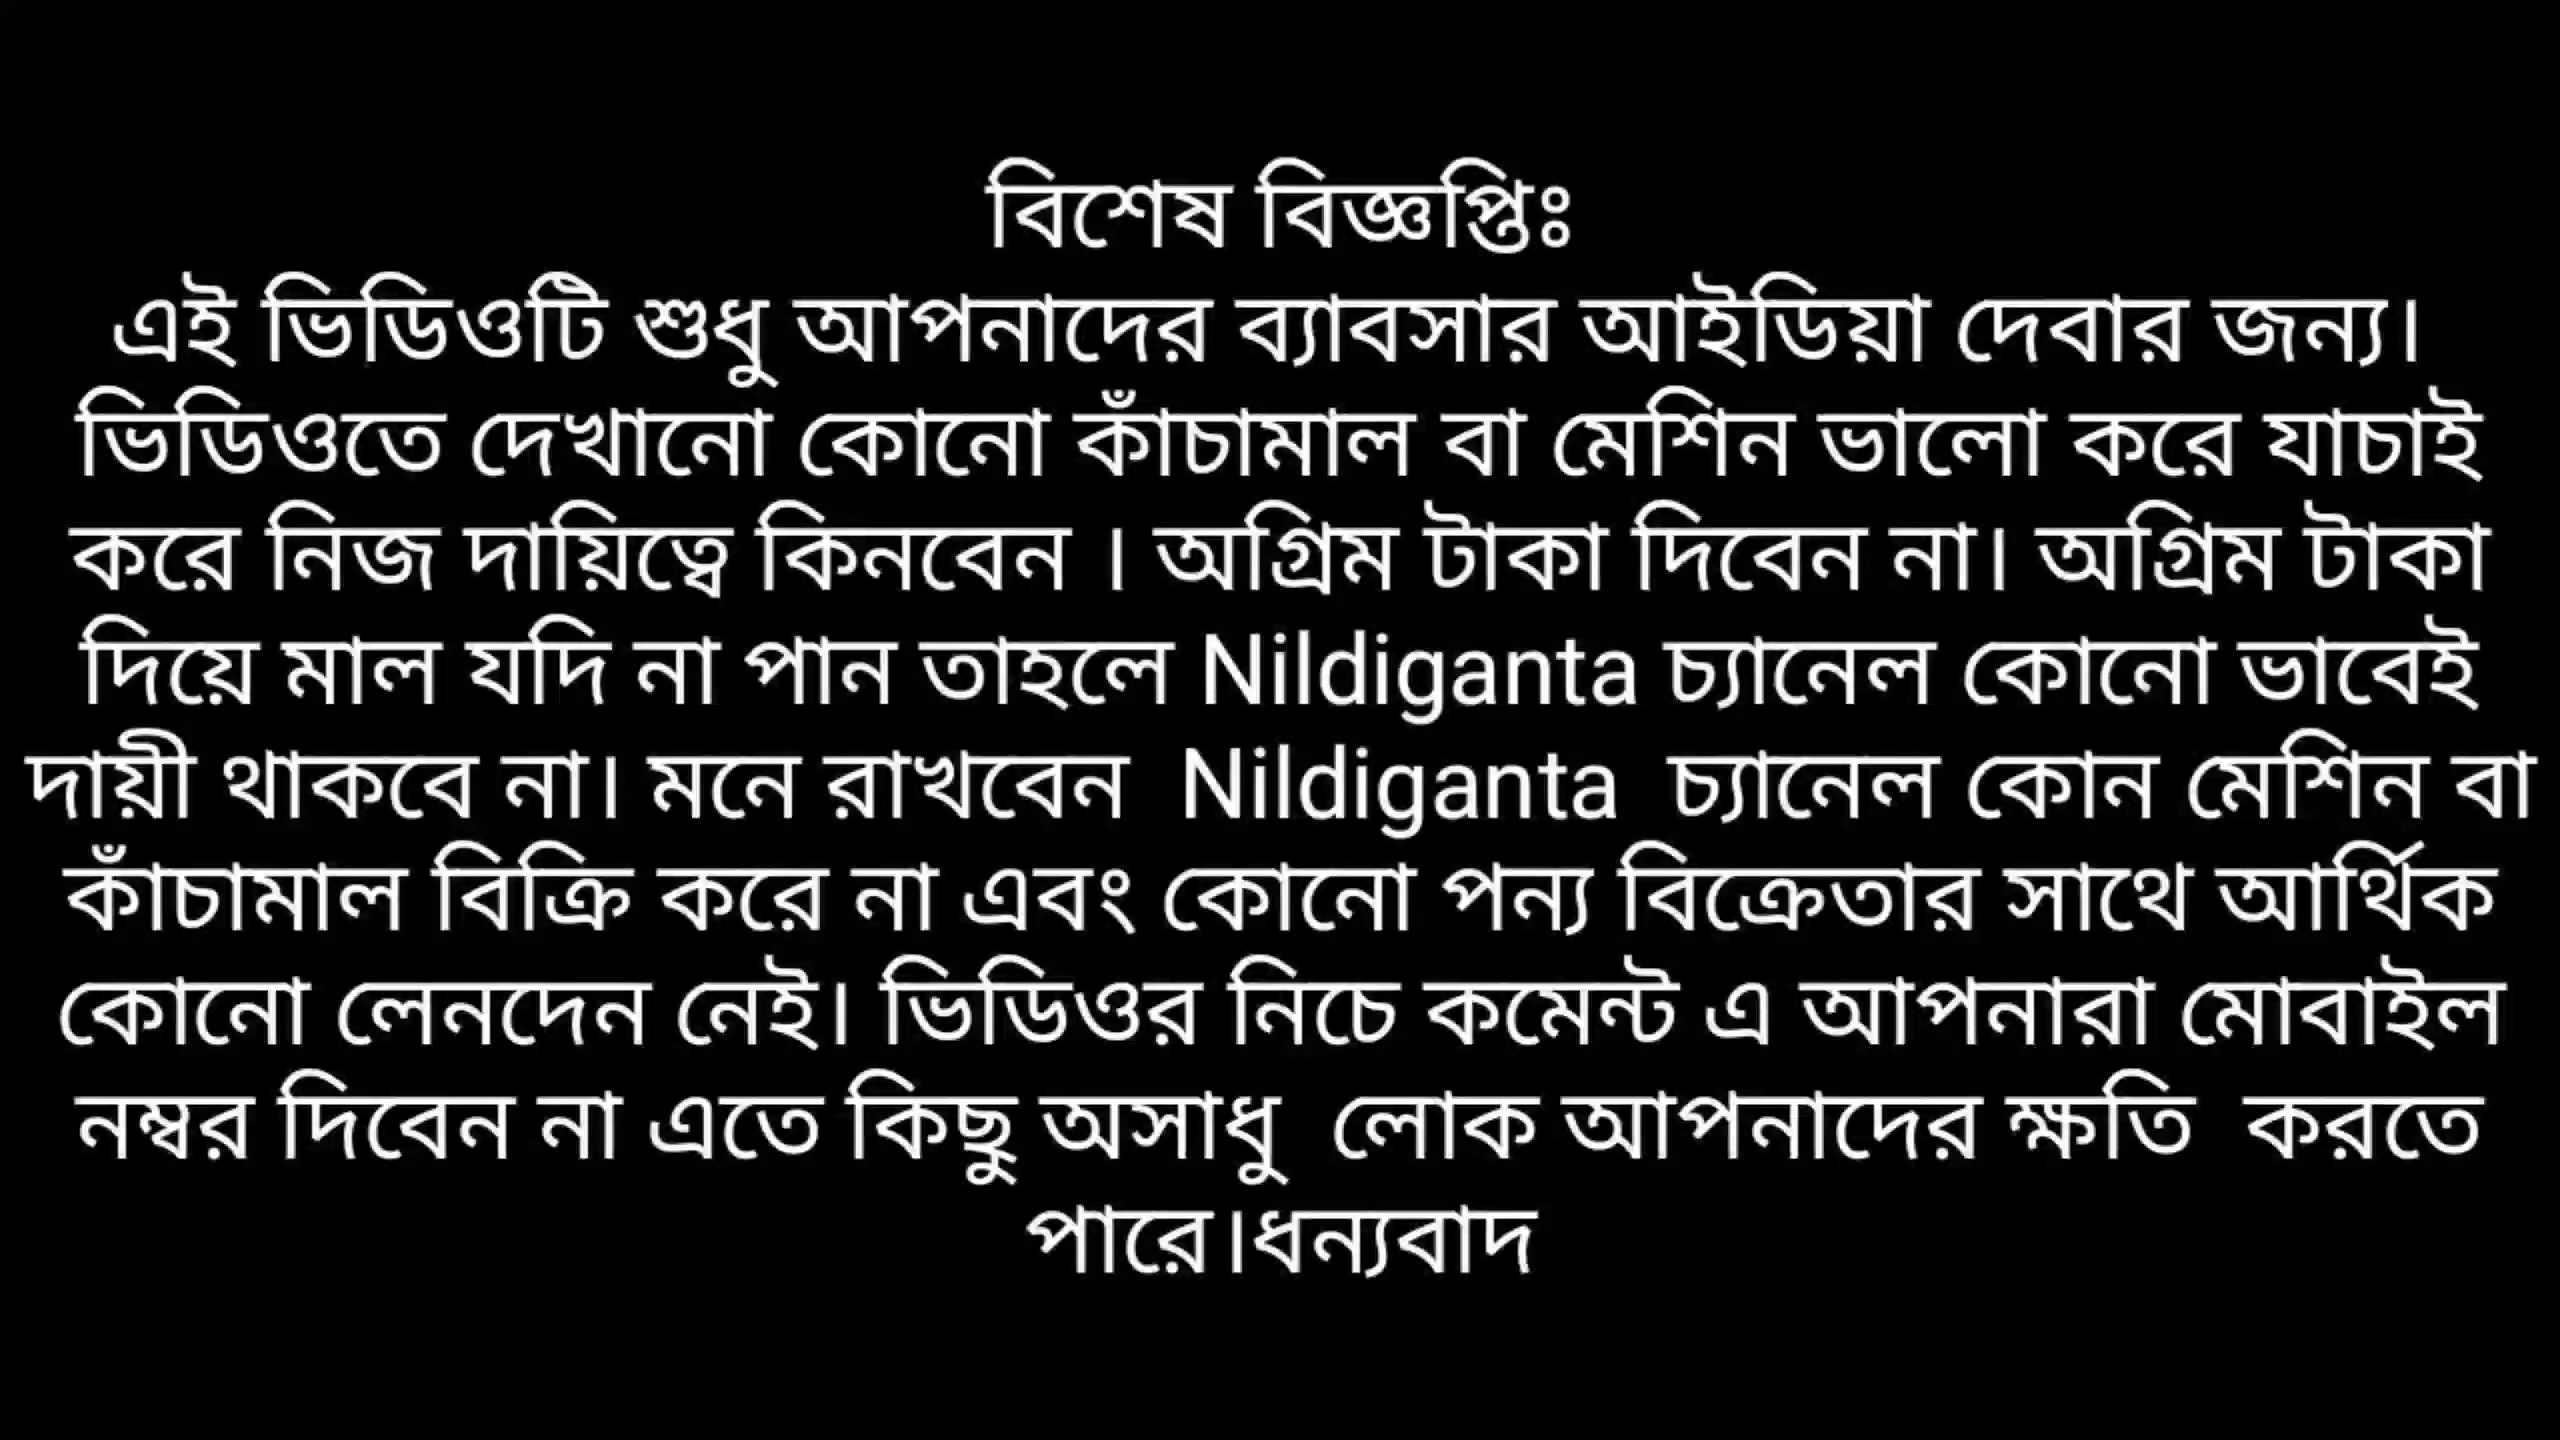 বিশেষ বিজ্ঞপ্তিঃ
এই ভিডিওটি শুধু আপনাদের ব্যাবসার আইডিয়া দেবার জন্য।
ভিডিওতে দেখানো কোনো কাঁচামাল বা মেশিন ভালো করে যাচাই
করে নিজ দায়িত্বে কিনবেন । অগ্রিম টাকা দিবেন না। অগ্রিম টাকা
দিয়ে মাল যদি না পান তাহলে Nildiganta চ্যানেল কোনো ভাবেই
দায়ী থাকবে না। মনে রাখবেন Nildiganta চ্যানেল কোন মেশিন বা
কাঁচামাল বিক্রি করে না এবং কোনো পন্য বিক্রেতার সাথে আর্থিক
কোনো লেনদেন নেই। ভিডিওর নিচে কমেন্ট এ আপনারা মোবাইল
নম্বর দিবেন না এতে কিছু অসাধু লোক আপনাদের ক্ষতি করতে
পারে।ধন্যবাদ